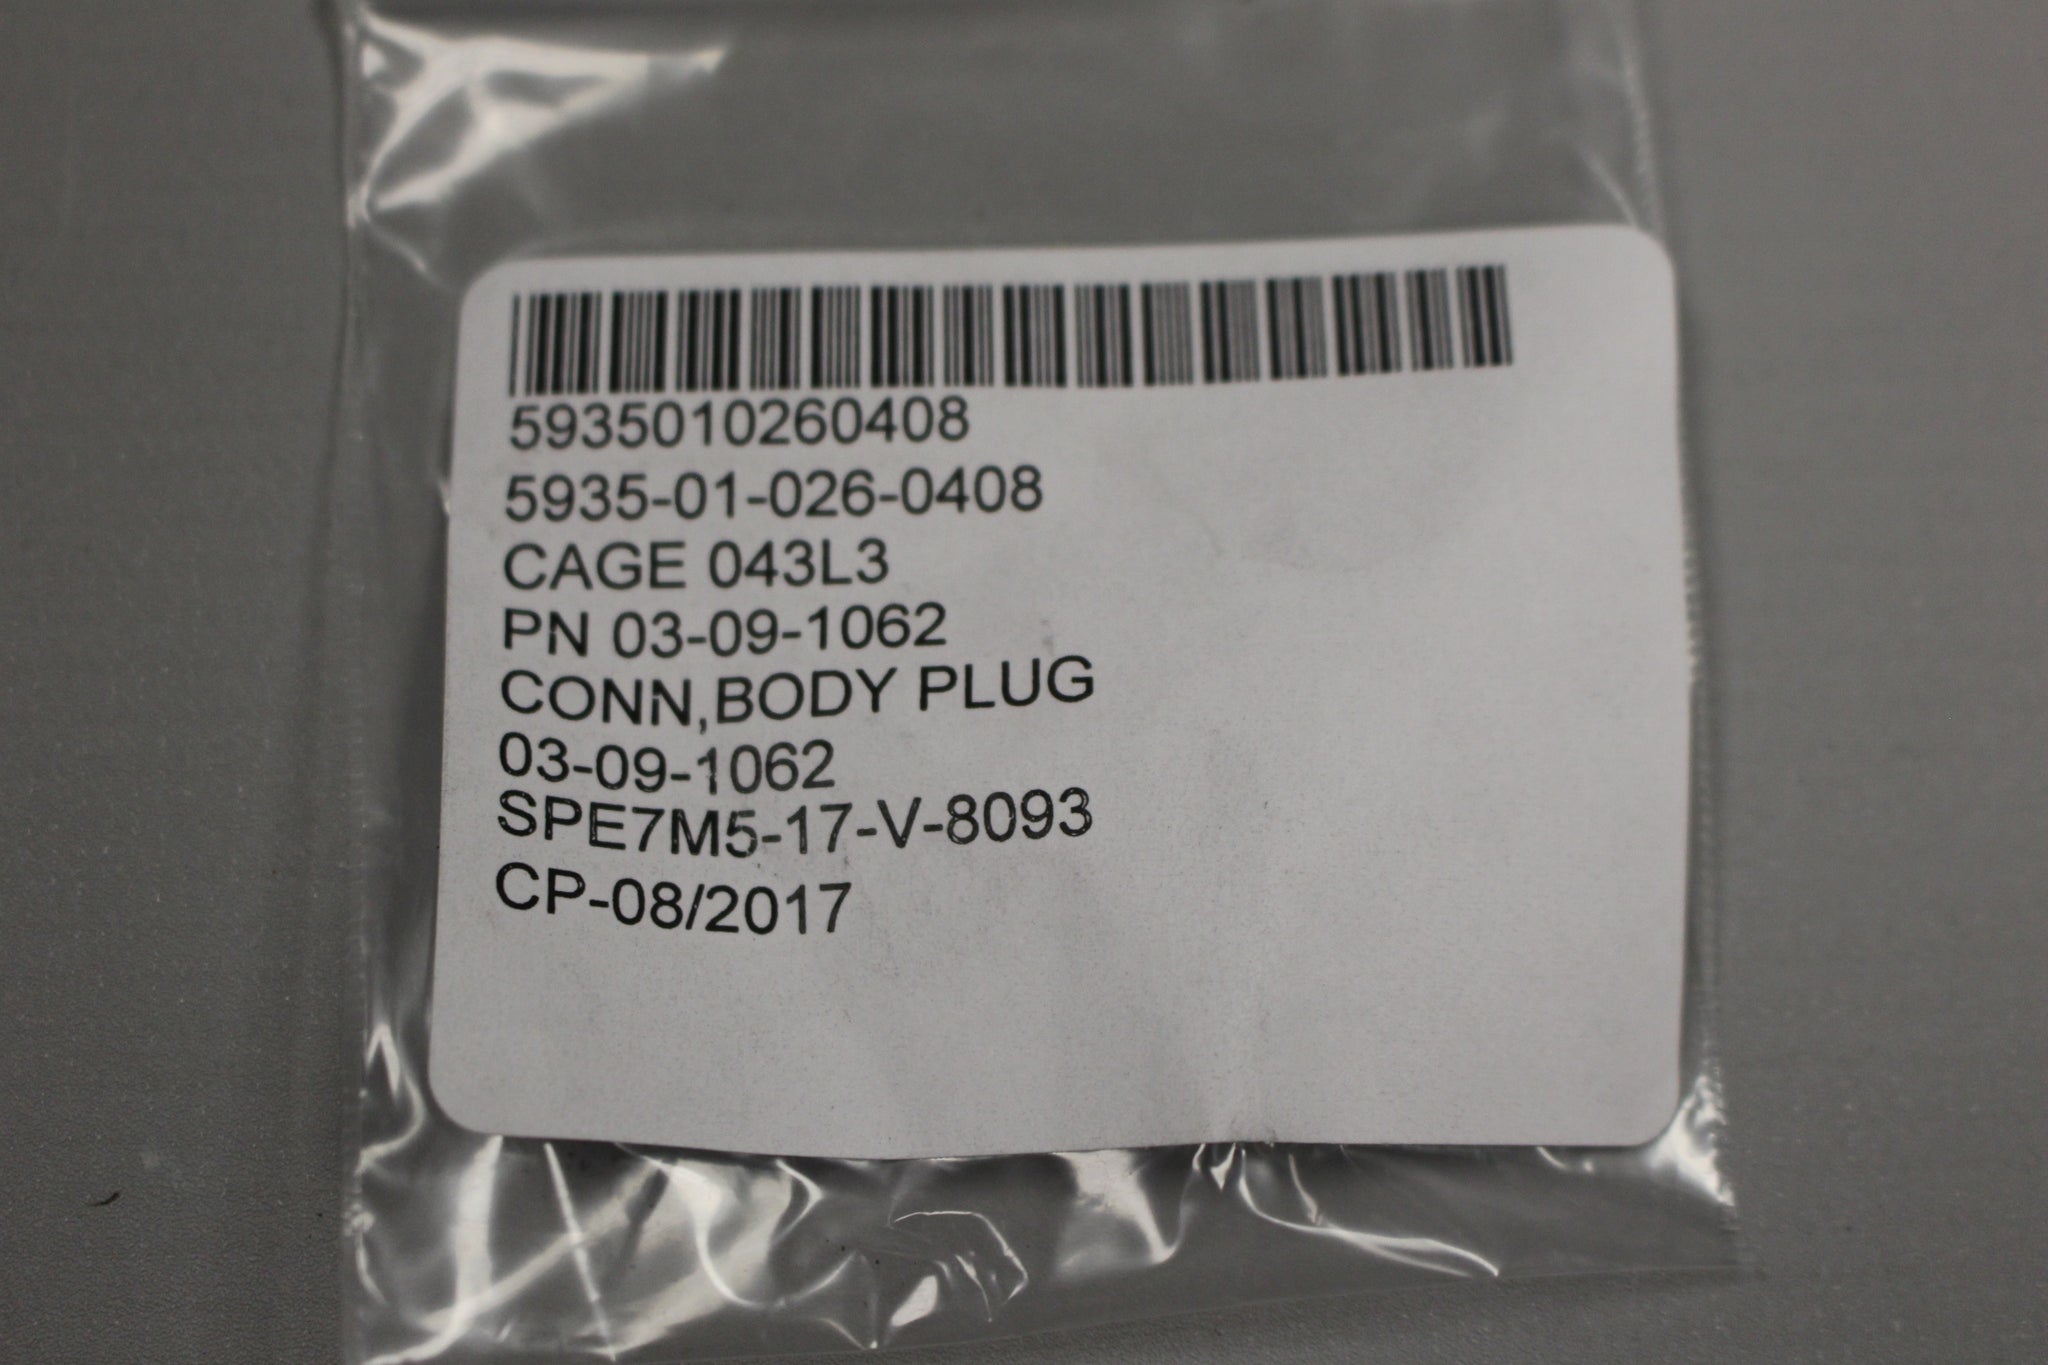 5935010260408
5935-01-026-0408
CAGE 043L3
PN 03-09-1062
CONN,BODY PLUG
03-09-1062
SPE7M5-17-V-8093
CP-08/2017